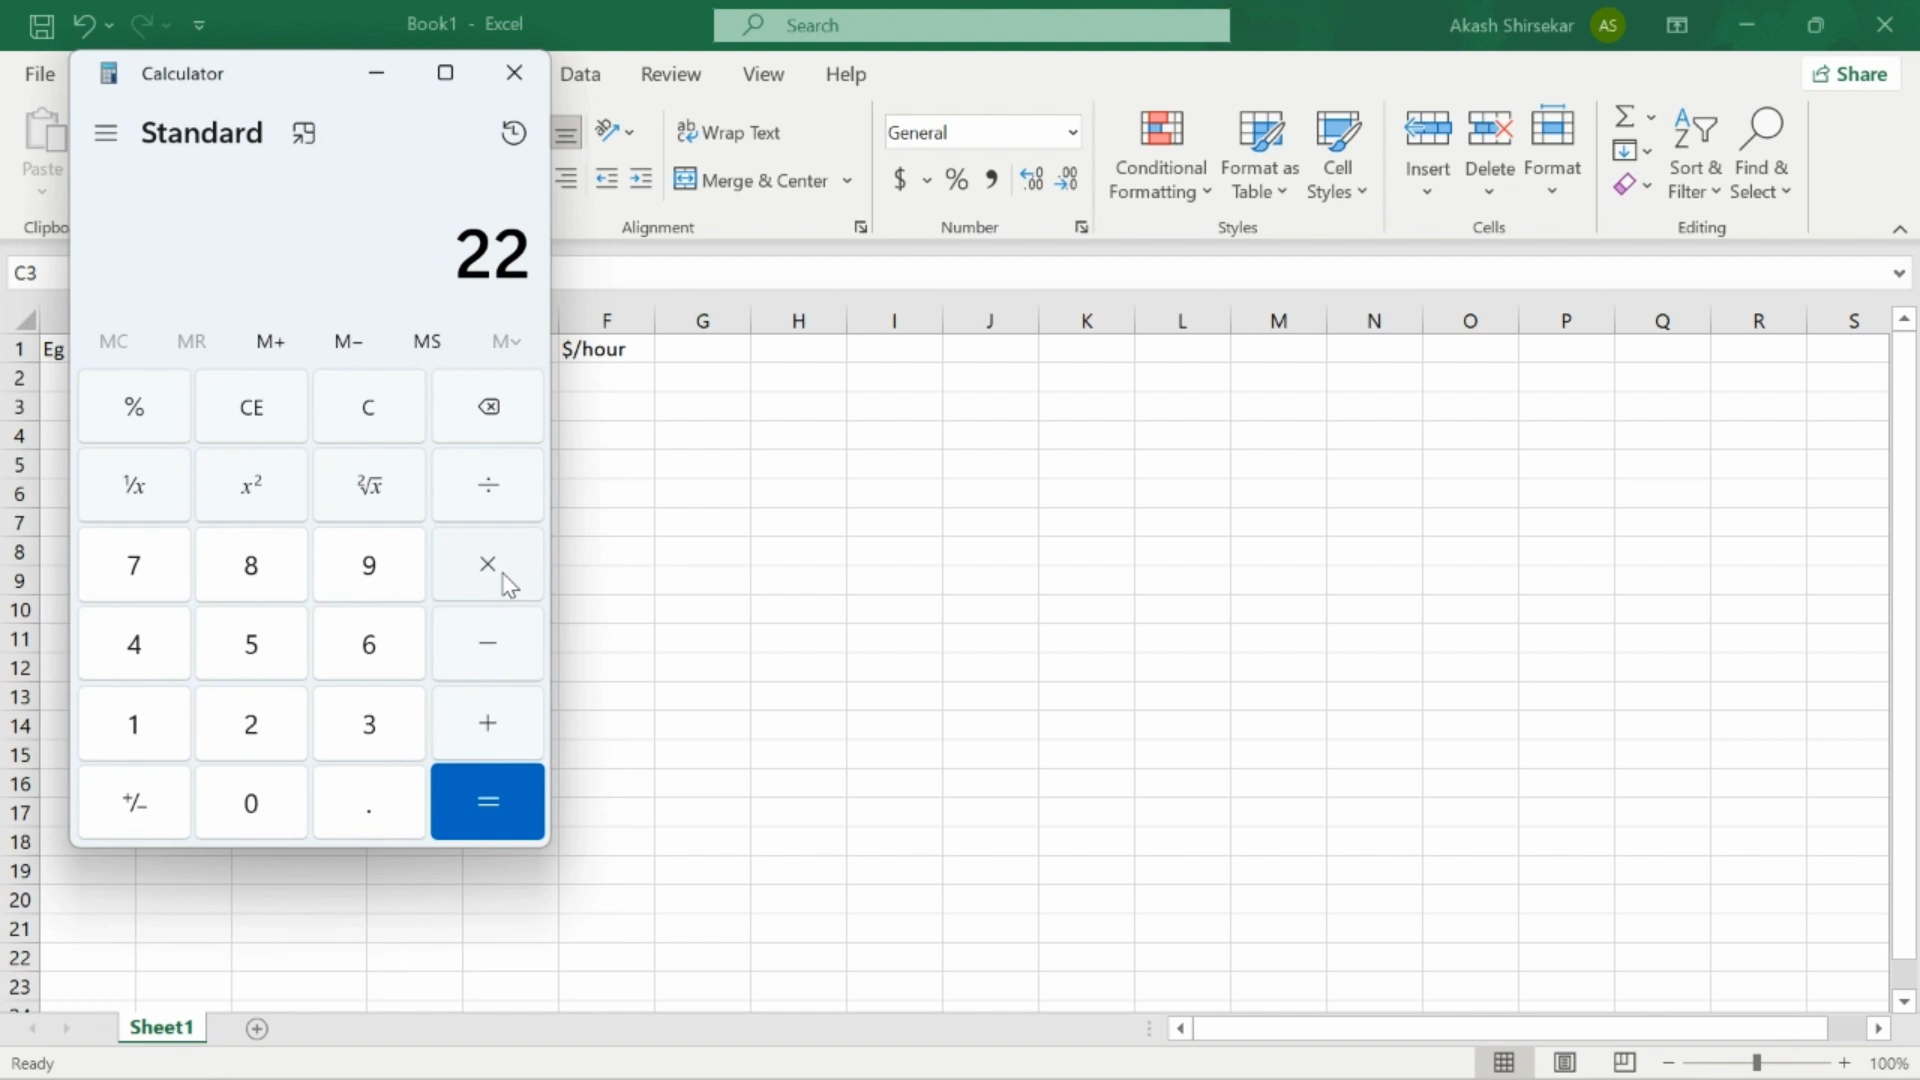 Book1 - Excel
Search
Akash Shirsekar
AS
File
Data
Review
View
Help
Share
Calculator
Standard
22
MC MR M+ M- MS M
% CE C
1/x x² ²√x ÷
7 8 9 ×
4 5 6 −
1 2 3 +
+/− 0 . =
Paste
Clipbo
ab Wrap Text
Merge & Center
Alignment
General
$ % ,
.00
.00
Number
Conditional Formatting
Format as Table
Cell Styles
Styles
Insert
Delete
Format
Cells
Sort & Filter
Find & Select
Editing
C3
F G H I J K L M N O P Q R S
1 Eg $/hour
2
3
4
5
6
7
8
9
10
11
12
13
14
15
16
17
18
19
20
21
22
23
Sheet1
Ready
100%